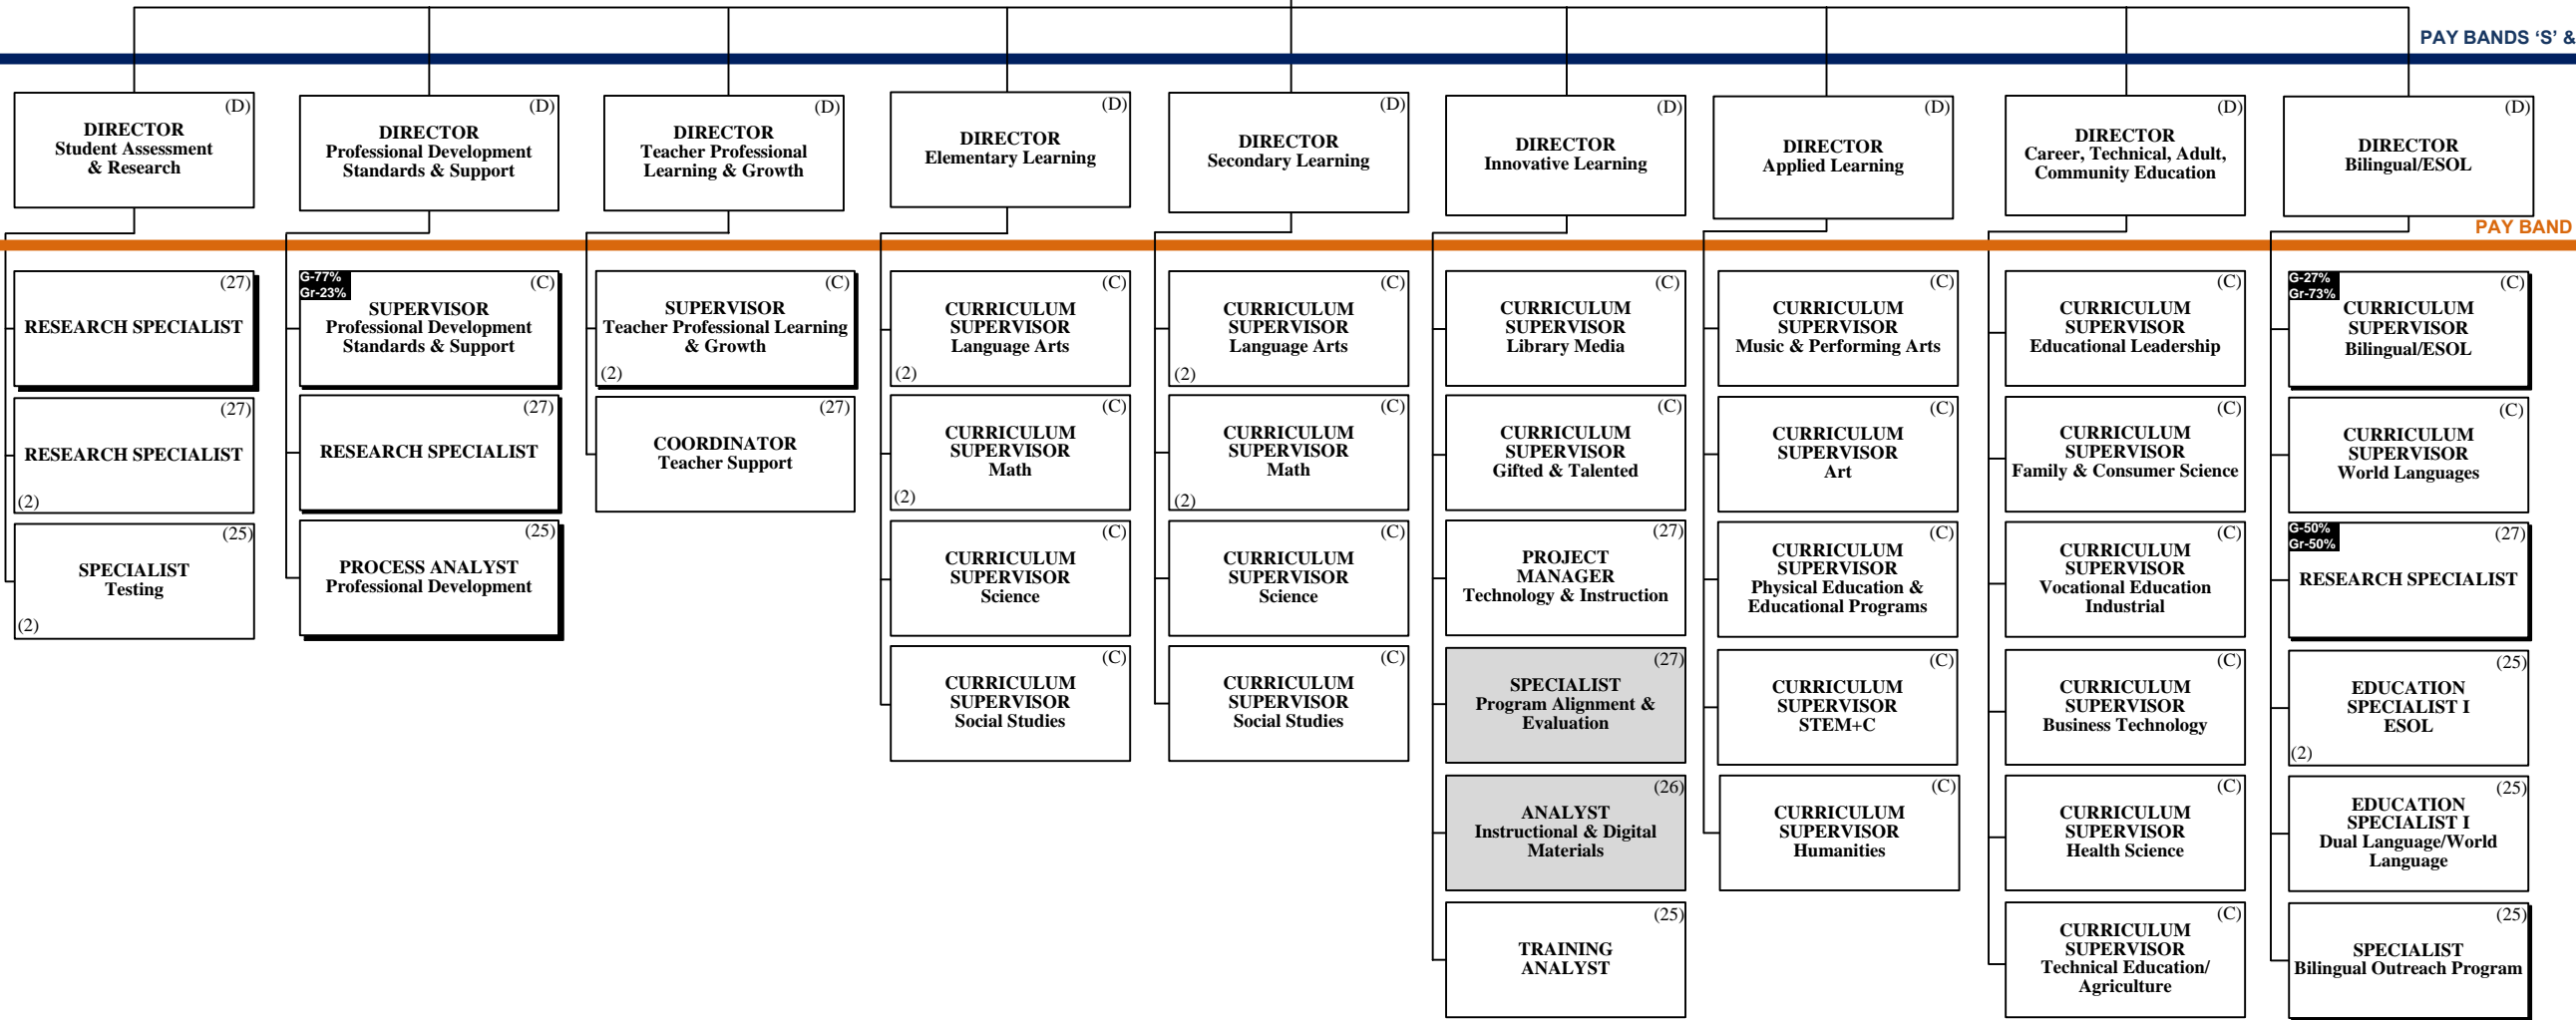 PAY BANDS ‘S’ &
(D)
DIRECTOR
Student Assessment
& Research
(D)
DIRECTOR
Professional Development
Standards & Support
(D)
DIRECTOR
Teacher Professional
Learning & Growth
(D)
DIRECTOR
Elementary Learning
(D)
DIRECTOR
Secondary Learning
(D)
DIRECTOR
Innovative Learning
(D)
DIRECTOR
Applied Learning
(D)
DIRECTOR
Career, Technical, Adult,
Community Education
(D)
DIRECTOR
Bilingual/ESOL
PAY BAND
(27)
RESEARCH SPECIALIST
(27)
RESEARCH SPECIALIST
(2)
(25)
SPECIALIST
Testing
(2)
G-77%
Gr-23%
(C)
SUPERVISOR
Professional Development
Standards & Support
(27)
RESEARCH SPECIALIST
(25)
PROCESS ANALYST
Professional Development
(C)
SUPERVISOR
Teacher Professional Learning
& Growth
(2)
(27)
COORDINATOR
Teacher Support
(C)
CURRICULUM
SUPERVISOR
Language Arts
(2)
(C)
CURRICULUM
SUPERVISOR
Math
(2)
(C)
CURRICULUM
SUPERVISOR
Science
(C)
CURRICULUM
SUPERVISOR
Social Studies
(C)
CURRICULUM
SUPERVISOR
Language Arts
(2)
(C)
CURRICULUM
SUPERVISOR
Math
(2)
(C)
CURRICULUM
SUPERVISOR
Science
(C)
CURRICULUM
SUPERVISOR
Social Studies
(C)
CURRICULUM
SUPERVISOR
Library Media
(C)
CURRICULUM
SUPERVISOR
Gifted & Talented
(27)
PROJECT
MANAGER
Technology & Instruction
(27)
SPECIALIST
Program Alignment &
Evaluation
(26)
ANALYST
Instructional & Digital
Materials
(25)
TRAINING
ANALYST
(C)
CURRICULUM
SUPERVISOR
Music & Performing Arts
(C)
CURRICULUM
SUPERVISOR
Art
(C)
CURRICULUM
SUPERVISOR
Physical Education &
Educational Programs
(C)
CURRICULUM
SUPERVISOR
STEM+C
(C)
CURRICULUM
SUPERVISOR
Humanities
(C)
CURRICULUM
SUPERVISOR
Educational Leadership
(C)
CURRICULUM
SUPERVISOR
Family & Consumer Science
(C)
CURRICULUM
SUPERVISOR
Vocational Education
Industrial
(C)
CURRICULUM
SUPERVISOR
Business Technology
(C)
CURRICULUM
SUPERVISOR
Health Science
(C)
CURRICULUM
SUPERVISOR
Technical Education/
Agriculture
G-27%
Gr-73%
(C)
CURRICULUM
SUPERVISOR
Bilingual/ESOL
(C)
CURRICULUM
SUPERVISOR
World Languages
G-50%
Gr-50%
(27)
RESEARCH SPECIALIST
(25)
EDUCATION
SPECIALIST I
ESOL
(2)
(25)
EDUCATION
SPECIALIST I
Dual Language/World
Language
(25)
SPECIALIST
Bilingual Outreach Program